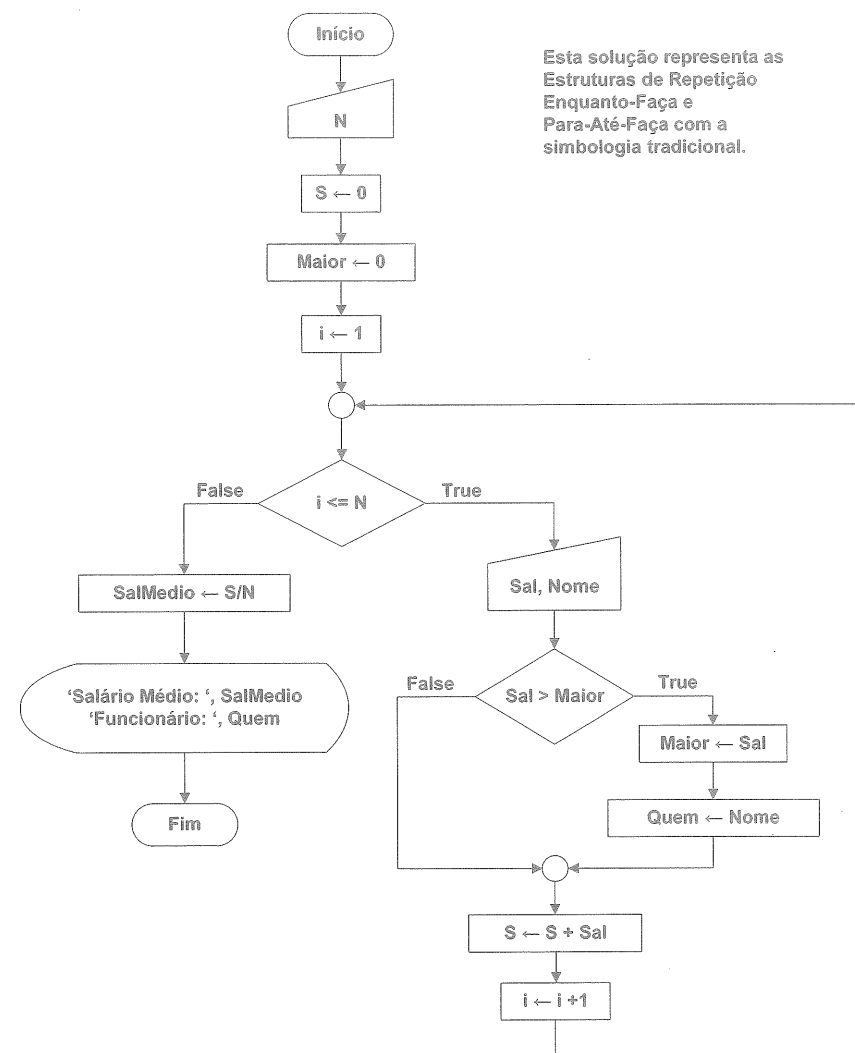 Início
Esta solução representa as
Estruturas de Repetição
Enquanto-Faça e
Para-Até-Faça com a
simbologia tradicional.
N
S ← 0
Maior ← 0
i ← 1
i <= N
False
True
SalMedio ← S/N
'Salário Médio: ', SalMedio
'Funcionário: ', Quem
Fim
Sal, Nome
Sal > Maior
False
True
Maior ← Sal
Quem ← Nome
S ← S + Sal
i ← i +1